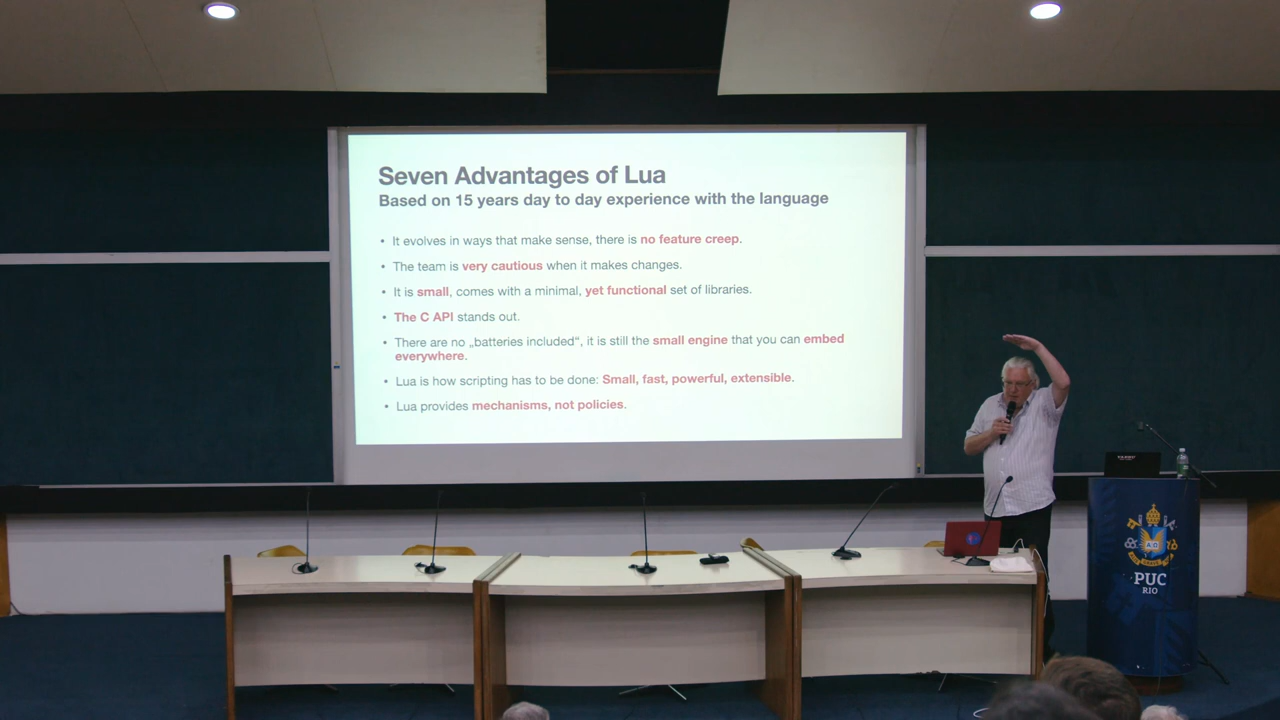 Seven Advantages of Lua
Based on 15 years day to day experience with the language
• It evolves in ways that make sense, there is no feature creep.
• The team is very cautious when it makes changes.
• It is small, comes with a minimal, yet functional set of libraries.
• The C API stands out.
• There are no „batteries included“, it is still the small engine that you can embed
everywhere.
• Lua is how scripting has to be done: Small, fast, powerful, extensible.
• Lua provides mechanisms, not policies.
PUC
RIO